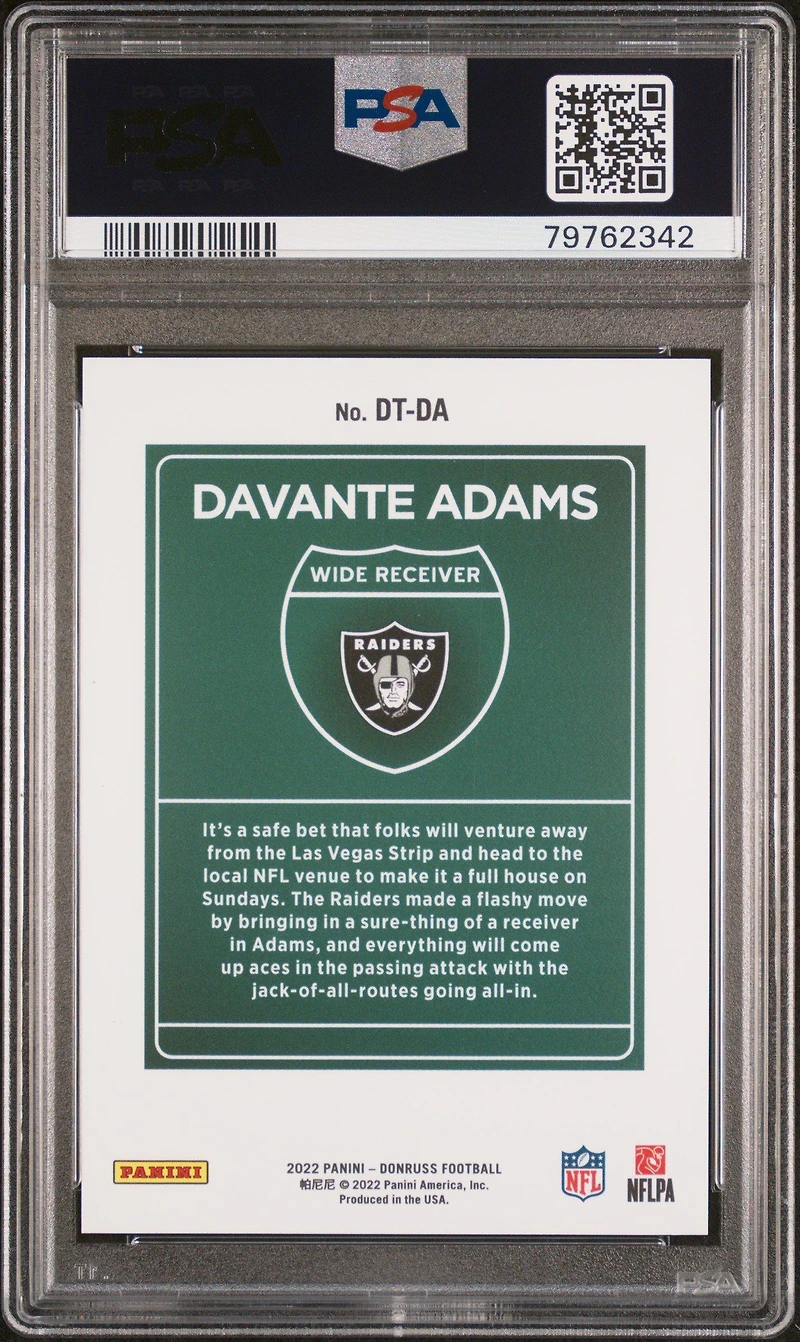 PSA
PSA
79762342
No. DT-DA
DAVANTE ADAMS
WIDE RECEIVER
RAIDERS
It's a safe bet that folks will venture away
from the Las Vegas Strip and head to the
local NFL venue to make it a full house on
Sundays. The Raiders made a flashy move
by bringing in a sure-thing of a receiver
in Adams, and everything will come
up aces in the passing attack with the
jack-of-all-routes going all-in.
PANINI
2022 PANINI – DONRUSS FOOTBALL
帕尼尼 © 2022 Panini America, Inc.
Produced in the USA.
NFL
NFLPA
PSA